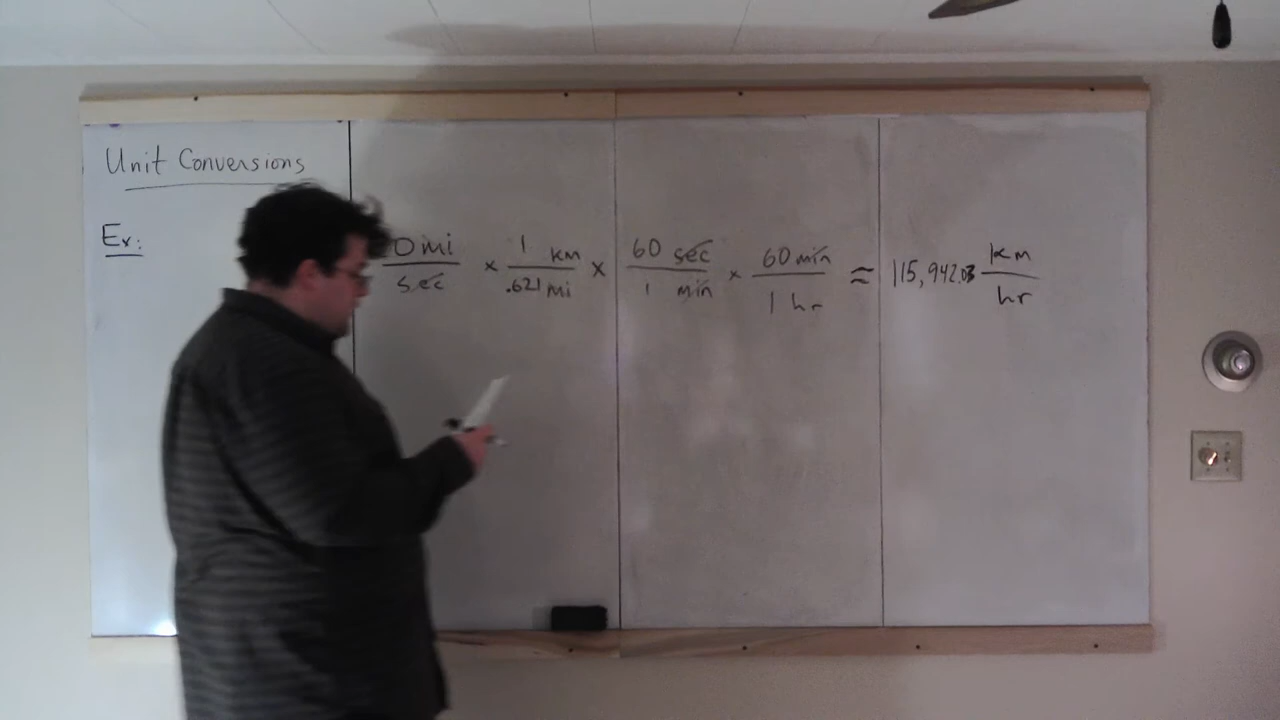 Unit Conversions
Ex:
0 mi / sec × 1 km / .621 mi × 60 sec / 1 min × 60 min / 1 hr ≈ 115,942.03 km / hr